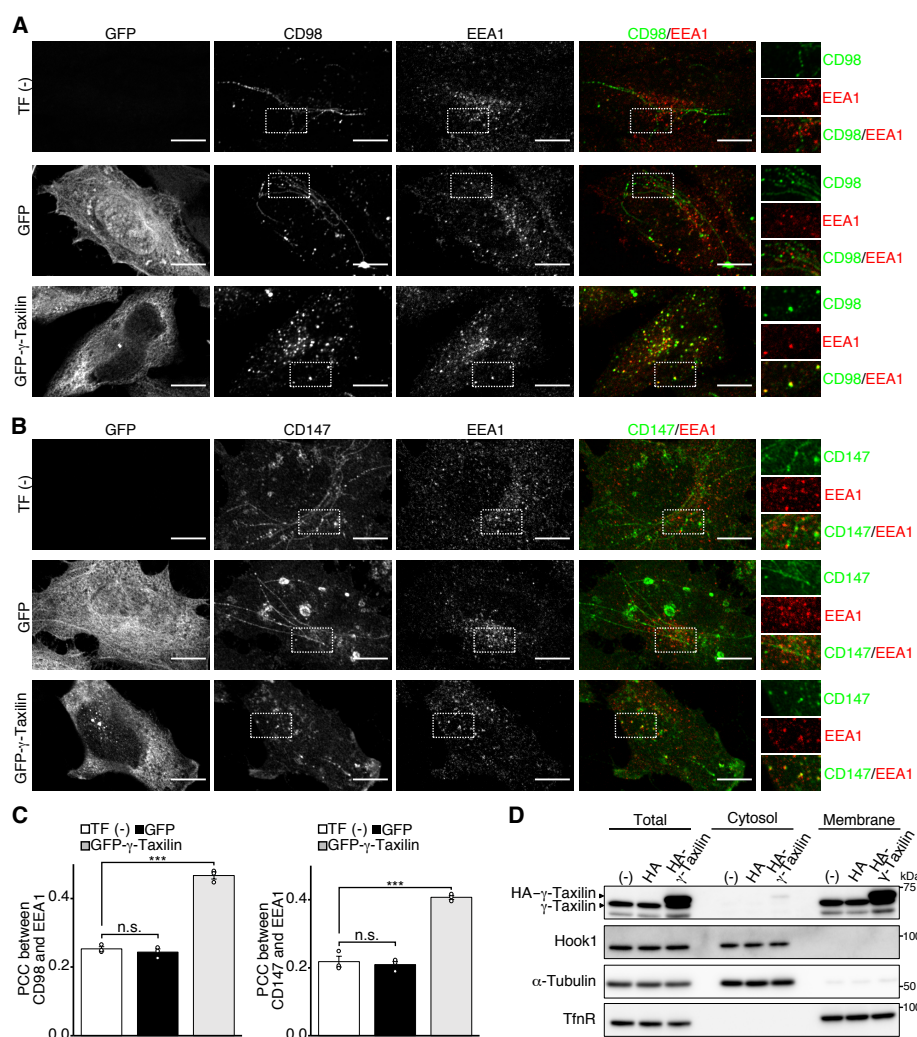 A
GFP CD98 EEA1 CD98/EEA1
TF (-)
CD98
EEA1
CD98/EEA1
GFP
CD98
EEA1
CD98/EEA1
GFP-γ-Taxilin
CD98
EEA1
CD98/EEA1
B
GFP CD147 EEA1 CD147/EEA1
TF (-)
CD147
EEA1
CD147/EEA1
GFP
CD147
EEA1
CD147/EEA1
GFP-γ-Taxilin
CD147
EEA1
CD147/EEA1
C
TF (-) GFP
GFP-γ-Taxilin
PCC between
CD98 and EEA1
0.4
0.2
0.0
***
n.s.
TF (-) GFP
GFP-γ-Taxilin
PCC between
CD147 and EEA1
0.4
0.2
0.0
***
n.s.
D
Total Cytosol Membrane
(-) HA HA-γ-Taxilin (-) HA HA-γ-Taxilin (-) HA HA-γ-Taxilin
kDa
HA–γ-Taxilin
γ-Taxilin
75
Hook1
100
α-Tubulin
50
TfnR
100